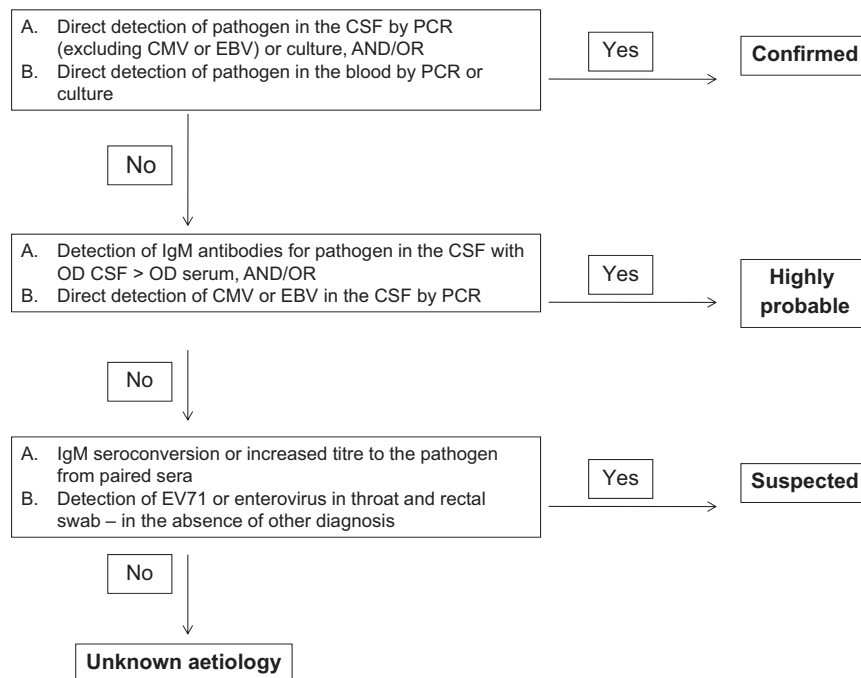 A. Direct detection of pathogen in the CSF by PCR
(excluding CMV or EBV) or culture, AND/OR
B. Direct detection of pathogen in the blood by PCR or
culture
Yes
Confirmed
No
A. Detection of IgM antibodies for pathogen in the CSF with
OD CSF > OD serum, AND/OR
B. Direct detection of CMV or EBV in the CSF by PCR
Yes
Highly
probable
No
A. IgM seroconversion or increased titre to the pathogen
from paired sera
B. Detection of EV71 or enterovirus in throat and rectal
swab – in the absence of other diagnosis
Yes
Suspected
No
Unknown aetiology